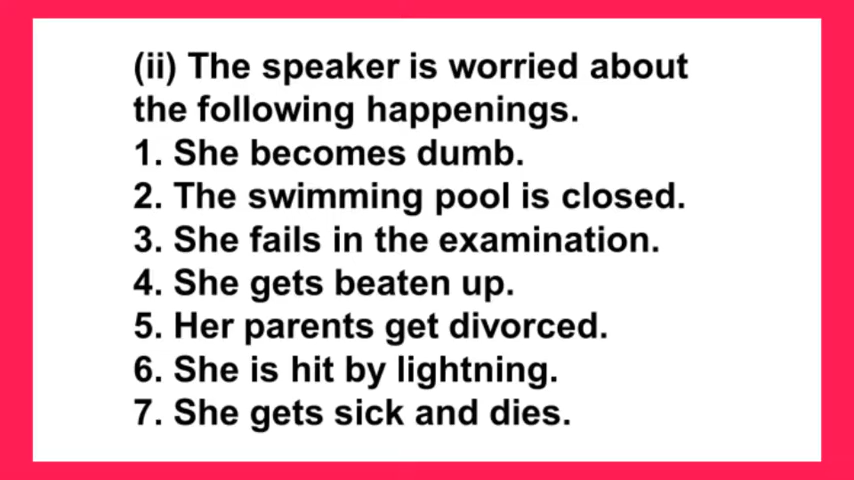 (ii) The speaker is worried about
the following happenings.
1. She becomes dumb.
2. The swimming pool is closed.
3. She fails in the examination.
4. She gets beaten up.
5. Her parents get divorced.
6. She is hit by lightning.
7. She gets sick and dies.